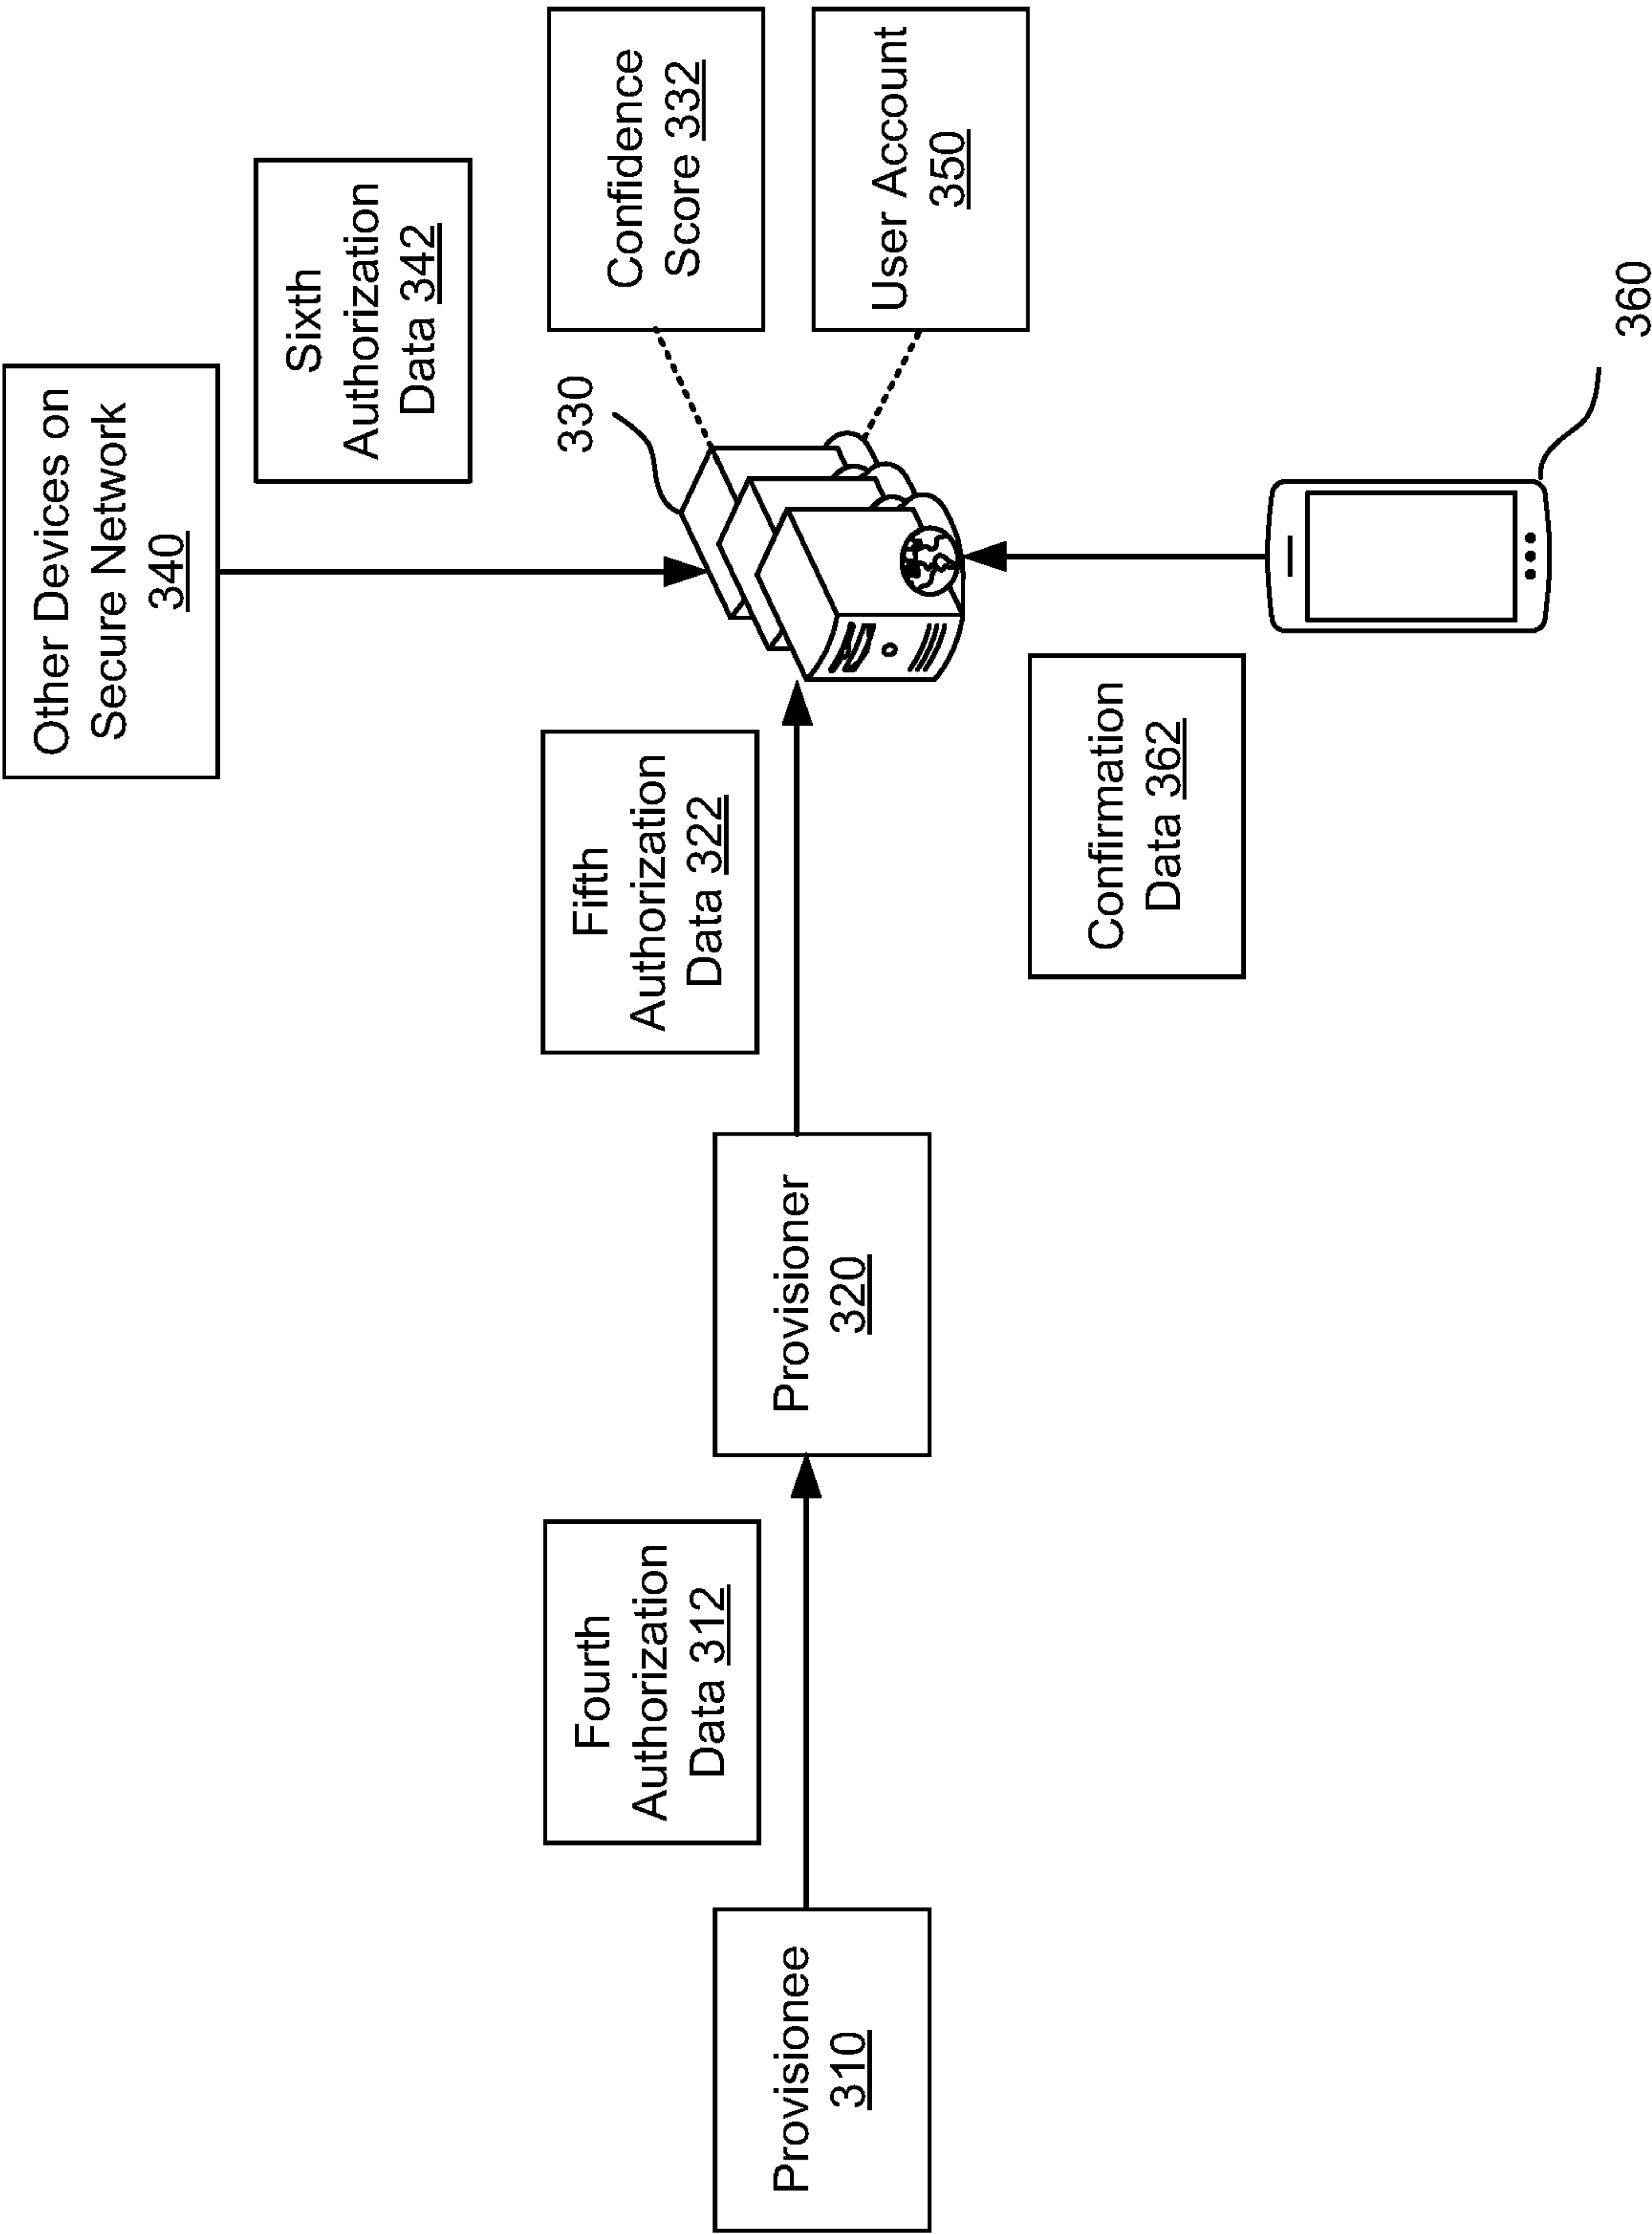 Other Devices on
Secure Network
340
Sixth
Authorization
Data 342
Confidence
Score 332
User Account
350
330
Fifth
Authorization
Data 322
Fourth
Authorization
Data 312
Provisionee
310
Provisioner
320
Confirmation
Data 362
360